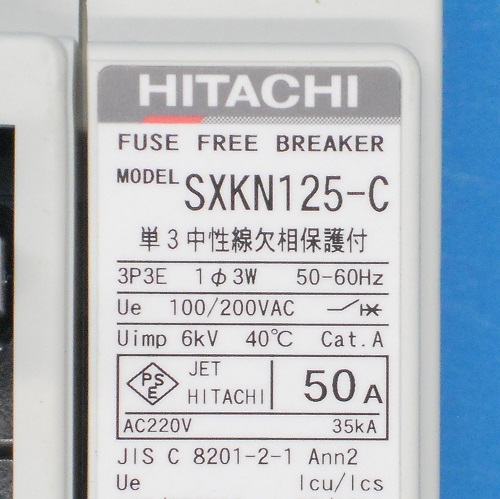 HITACHI
FUSE FREE BREAKER
MODEL SXKN125-C
単3中性線欠相保護付
3P3E 1φ3W 50-60Hz
Ue 100/200VAC
Uimp 6kV 40℃ Cat.A
PSE JET HITACHI 50A
AC220V 35kA
JIS C 8201-2-1 Ann2
Ue Icu/Ics